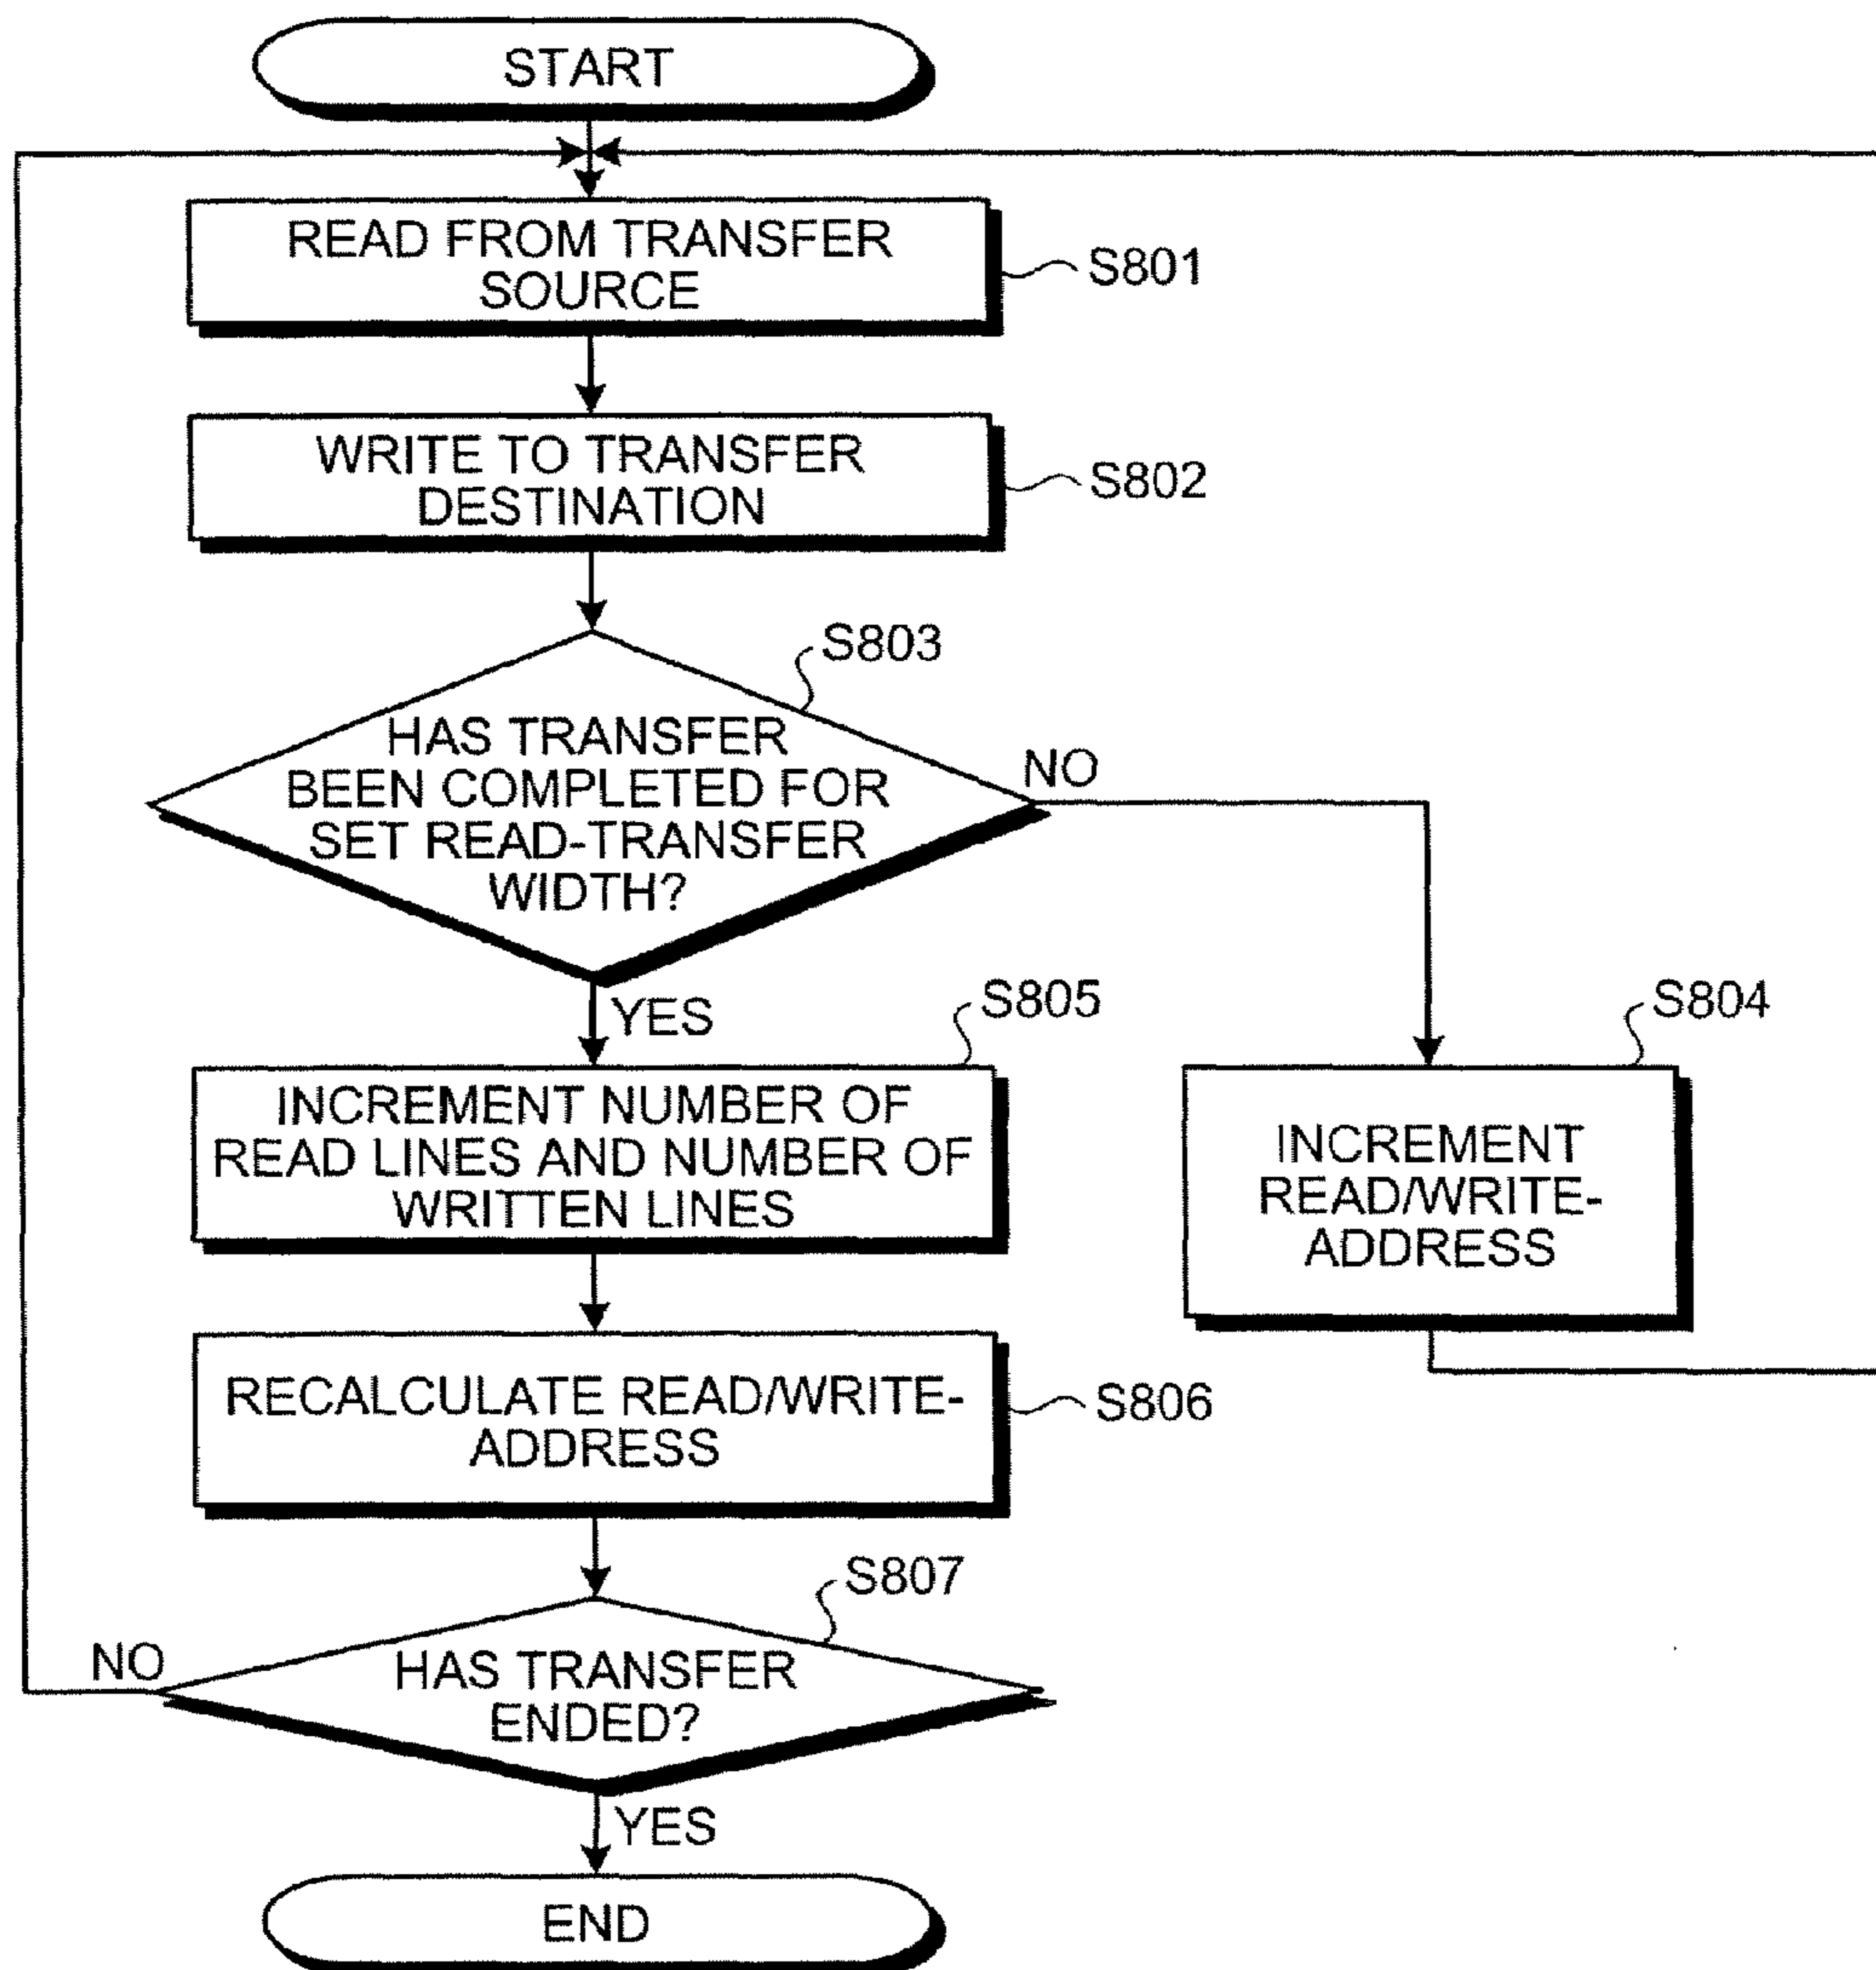 START
READ FROM TRANSFER
SOURCE
S801
WRITE TO TRANSFER
DESTINATION
S802
S803
HAS TRANSFER
BEEN COMPLETED FOR
SET READ-TRANSFER
WIDTH?
NO
YES
S805
S804
INCREMENT NUMBER OF
READ LINES AND NUMBER OF
WRITTEN LINES
INCREMENT
READ/WRITE-
ADDRESS
RECALCULATE READ/WRITE-
ADDRESS
S806
S807
NO
HAS TRANSFER
ENDED?
YES
END